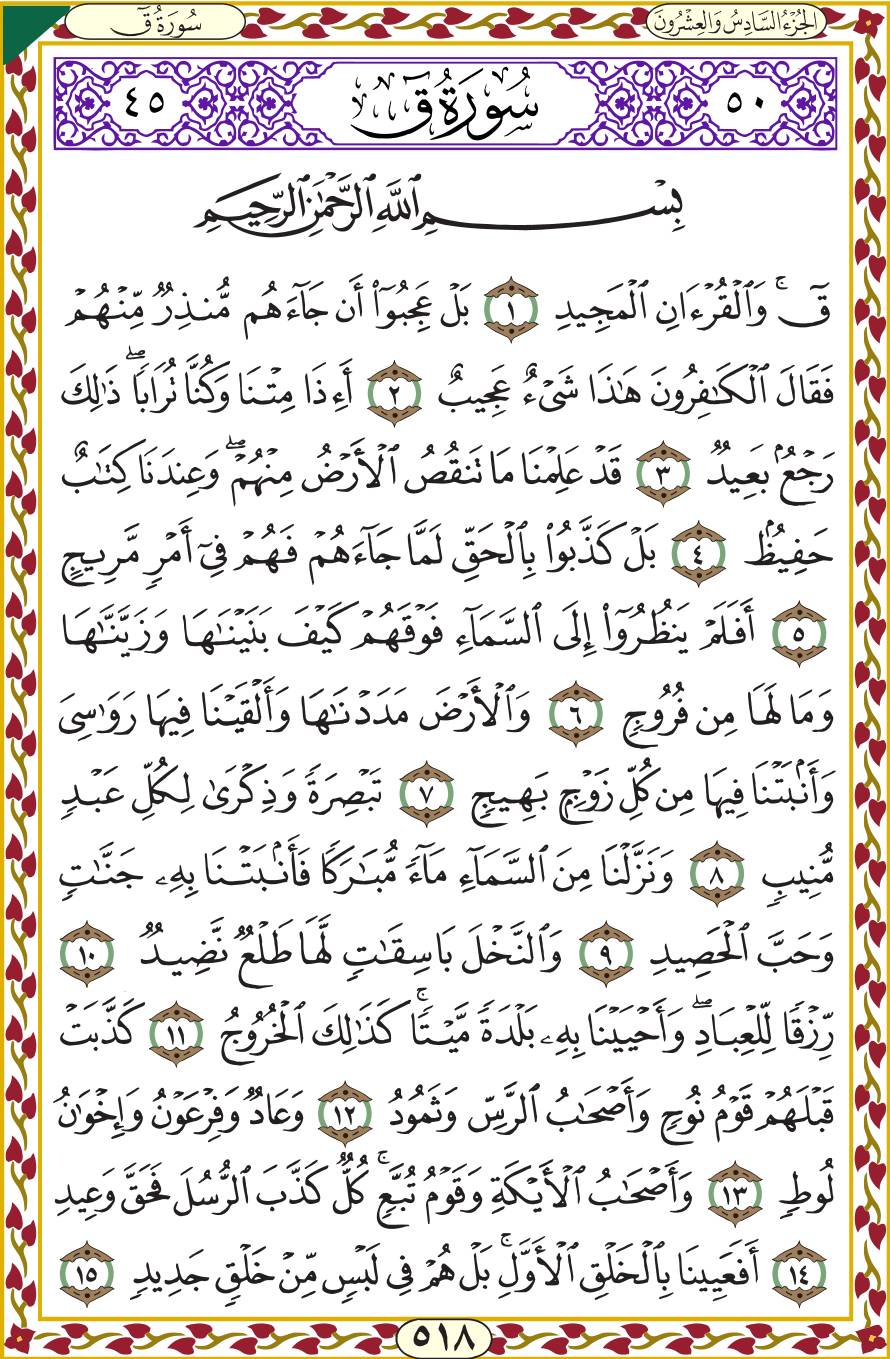 الجُزْءُ السَّادِسُ وَالعِشْرُونَ
سُورَةُ قٓ
٥٠ سُورَةُ قٓ ٤٥
بِسْمِ ٱللَّهِ ٱلرَّحْمَٰنِ ٱلرَّحِيمِ
قٓ ۚ وَٱلْقُرْءَانِ ٱلْمَجِيدِ ١ بَلْ عَجِبُوٓا۟ أَن جَآءَهُم مُّنذِرٌ مِّنْهُمْ
فَقَالَ ٱلْكَٰفِرُونَ هَٰذَا شَىْءٌ عَجِيبٌ ٢ أَءِذَا مِتْنَا وَكُنَّا تُرَابًا ۖ ذَٰلِكَ
رَجْعٌۢ بَعِيدٌ ٣ قَدْ عَلِمْنَا مَا تَنقُصُ ٱلْأَرْضُ مِنْهُمْ ۖ وَعِندَنَا كِتَٰبٌ
حَفِيظٌۢ ٤ بَلْ كَذَّبُوا۟ بِٱلْحَقِّ لَمَّا جَآءَهُمْ فَهُمْ فِىٓ أَمْرٍ مَّرِيجٍ
٥ أَفَلَمْ يَنظُرُوٓا۟ إِلَى ٱلسَّمَآءِ فَوْقَهُمْ كَيْفَ بَنَيْنَٰهَا وَزَيَّنَّٰهَا
وَمَا لَهَا مِن فُرُوجٍ ٦ وَٱلْأَرْضَ مَدَدْنَٰهَا وَأَلْقَيْنَا فِيهَا رَوَٰسِىَ
وَأَنۢبَتْنَا فِيهَا مِن كُلِّ زَوْجٍۭ بَهِيجٍ ٧ تَبْصِرَةً وَذِكْرَىٰ لِكُلِّ عَبْدٍ
مُّنِيبٍ ٨ وَنَزَّلْنَا مِنَ ٱلسَّمَآءِ مَآءً مُّبَٰرَكًا فَأَنۢبَتْنَا بِهِۦ جَنَّٰتٍ
وَحَبَّ ٱلْحَصِيدِ ٩ وَٱلنَّخْلَ بَاسِقَٰتٍ لَّهَا طَلْعٌ نَّضِيدٌ ١٠
رِّزْقًا لِّلْعِبَادِ ۖ وَأَحْيَيْنَا بِهِۦ بَلْدَةً مَّيْتًا ۚ كَذَٰلِكَ ٱلْخُرُوجُ ١١ كَذَّبَتْ
قَبْلَهُمْ قَوْمُ نُوحٍ وَأَصْحَٰبُ ٱلرَّسِّ وَثَمُودُ ١٢ وَعَادٌ وَفِرْعَوْنُ وَإِخْوَٰنُ
لُوطٍ ١٣ وَأَصْحَٰبُ ٱلْأَيْكَةِ وَقَوْمُ تُبَّعٍ ۚ كُلٌّ كَذَّبَ ٱلرُّسُلَ فَحَقَّ وَعِيدِ
١٤ أَفَعَيِينَا بِٱلْخَلْقِ ٱلْأَوَّلِ ۚ بَلْ هُمْ فِى لَبْسٍ مِّنْ خَلْقٍ جَدِيدٍ ١٥
٥١٨